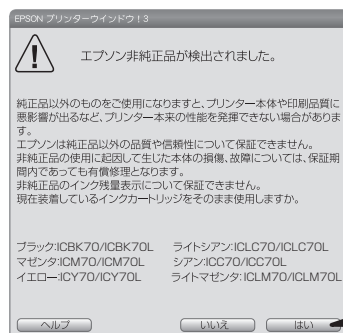 EPSON プリンターウィンドウ!3
エプソン非純正品が検出されました。
純正品以外のものをご使用になりますと、プリンター本体や印刷品質に
悪影響が出るなど、プリンター本来の性能を発揮できない場合がありま
す。
エプソンは純正品以外の品質や信頼性について保証できません。
非純正品の使用に起因して生じた本体の損傷、故障については、保証期
間内であっても有償修理となります。
非純正品のインク残量表示について保証できません。
現在装着しているインクカートリッジをそのまま使用しますか。
ブラック:ICBK70/ICBK70L ライトシアン:ICLC70/ICLC70L
マゼンタ:ICM70/ICM70L シアン:ICC70/ICC70L
イエロー:ICY70/ICY70L ライトマゼンタ:ICLM70/ICLM70L
ヘルプ いいえ はい